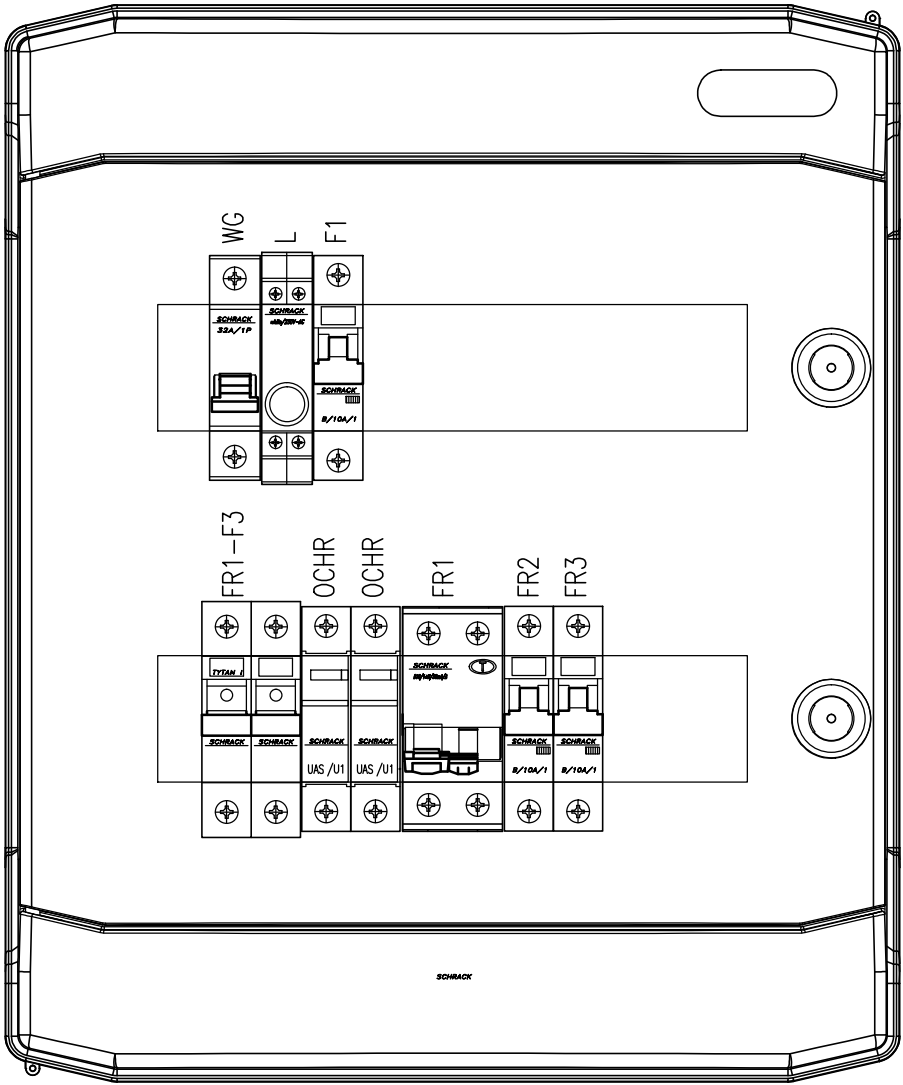 WG
L
F1
SCHRACK
32A/1P
SCHRACK
SCHRACK
B/10A/1
FR1-F3
OCHR
OCHR
FR1
FR2
FR3
TYTAN I
SCHRACK
SCHRACK
SCHRACK
SCHRACK
UAS /U1
UAS /U1
SCHRACK
SCHRACK
SCHRACK
B/10A/1
B/10A/1
SCHRACK